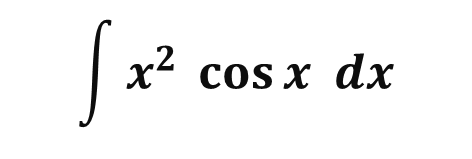 ∫ x² cos x dx